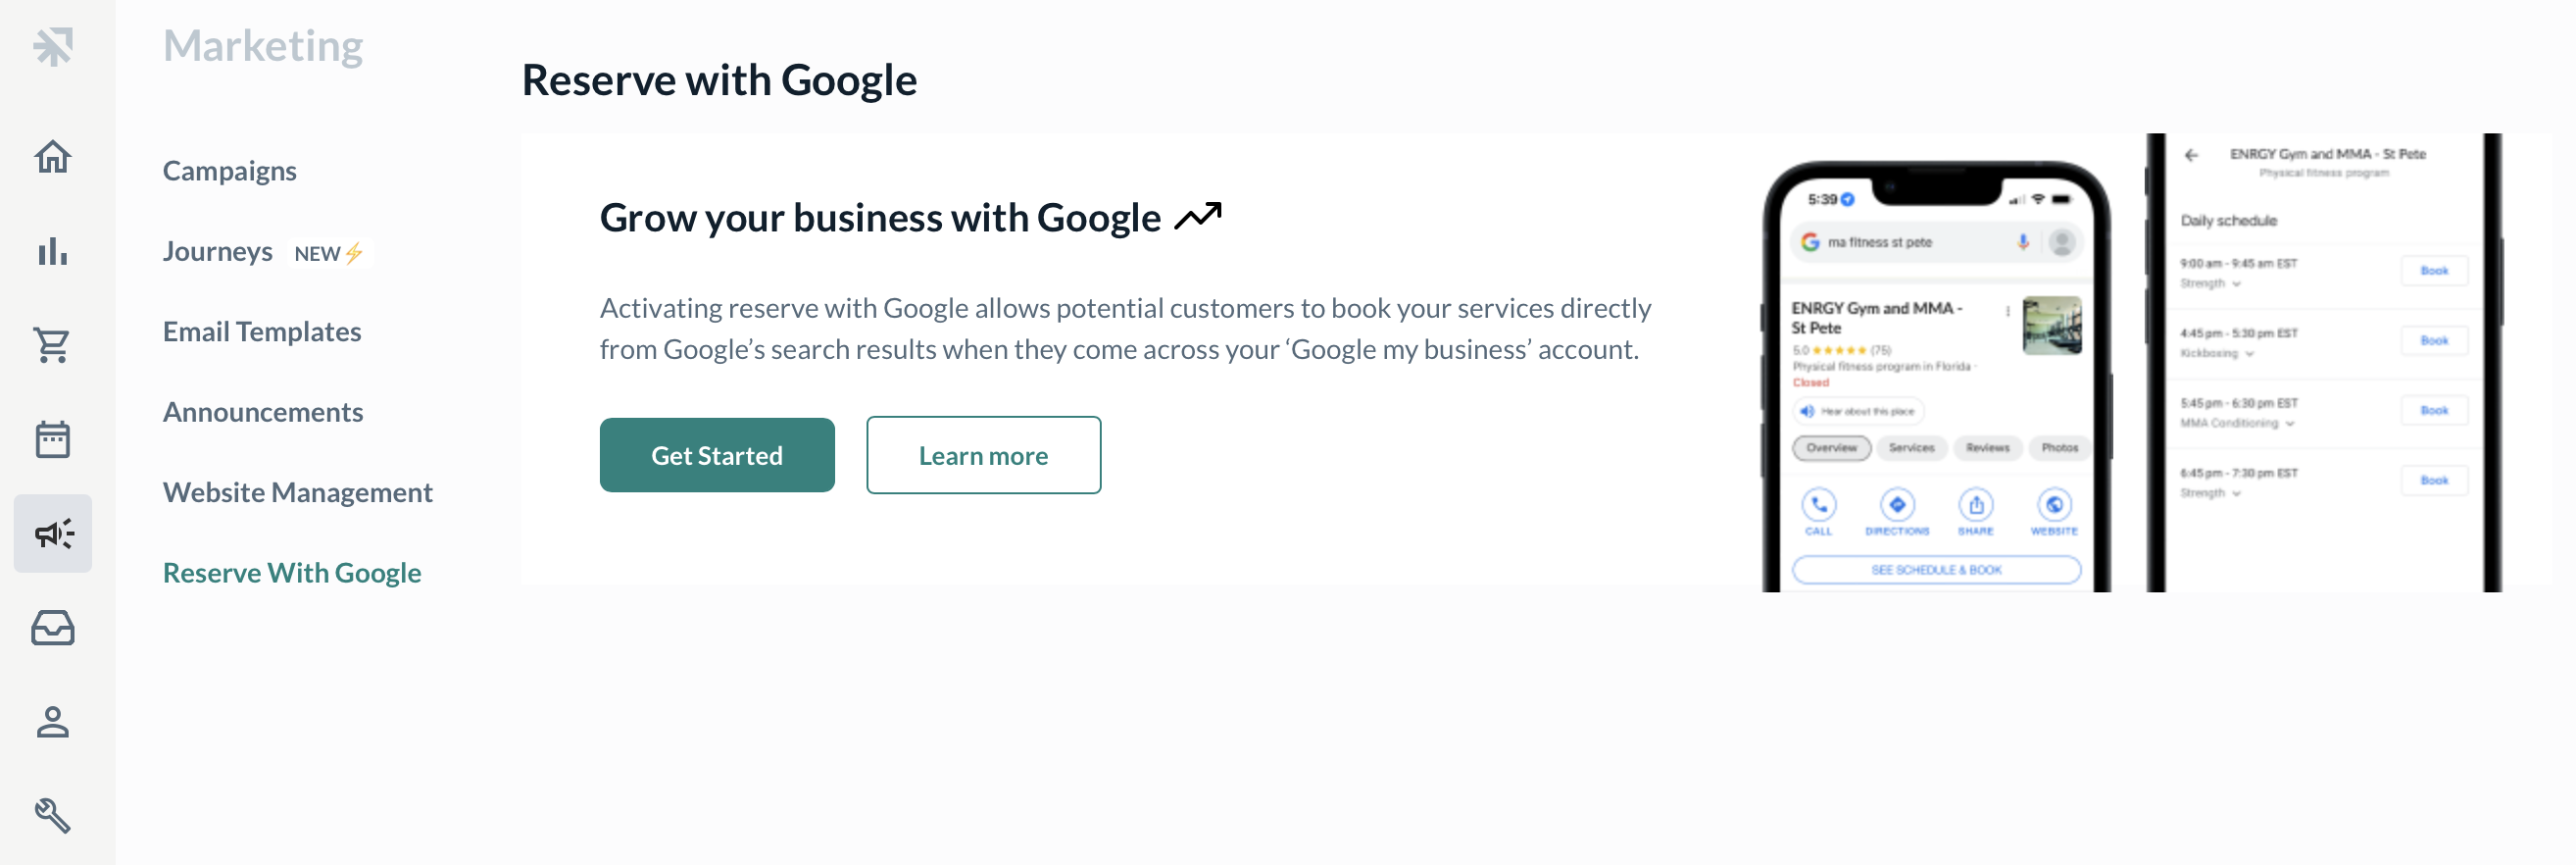 Marketing
Campaigns
Journeys NEW⚡
Email Templates
Announcements
Website Management
Reserve With Google
Reserve with Google
Grow your business with Google
Activating reserve with Google allows potential customers to book your services directly
from Google’s search results when they come across your ‘Google my business’ account.
Get Started
Learn more
5:39
ma fitness st pete
ENRGY Gym and MMA -
St Pete
5.0 ★★★★★ (75)
Physical fitness program in Florida -
Closed
Hear about this place
Overview Services Reviews Photos
CALL DIRECTIONS SHARE WEBSITE
SEE SCHEDULE & BOOK
ENRGY Gym and MMA - St Pete
Physical fitness program
Daily schedule
9:00 am - 9:45 am EST
Strength
Book
4:45 pm - 5:30 pm EST
Kickboxing
Book
5:45 pm - 6:30 pm EST
MMA Conditioning
Book
6:45 pm - 7:30 pm EST
Strength
Book